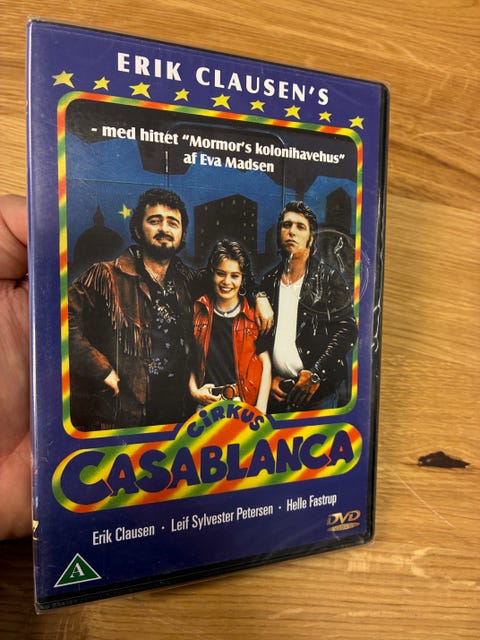 ERIK CLAUSEN'S
- med hittet "Mormor's kolonihavehus"
af Eva Madsen
CIRKUS
CASABLANCA
Erik Clausen · Leif Sylvester Petersen · Helle Fastrup
DVD
A